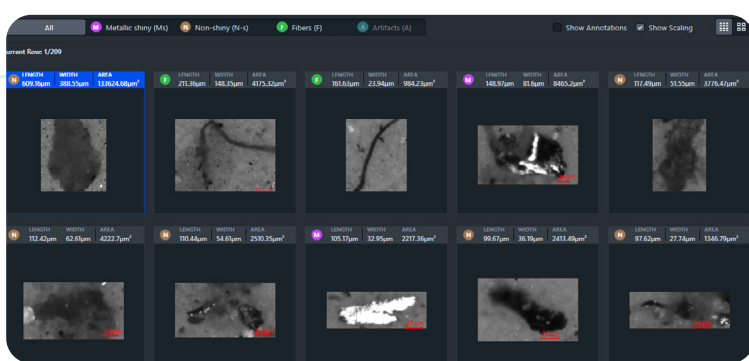 All
M Metallic shiny (Ms)
N Non-shiny (N-s)
F Fibers (F)
A Artifacts (A)
Show Annotations
Show Scaling
urrent Row: 1/209
N LENGTH WIDTH AREA
609.16µm 388.55µm 133624.68µm²
F LENGTH WIDTH AREA
211.36µm 148.35µm 4175.32µm²
F LENGTH WIDTH AREA
161.63µm 23.94µm 984.23µm²
M LENGTH WIDTH AREA
148.97µm 81.6µm 8465.2µm²
N LENGTH WIDTH AREA
117.49µm 51.55µm 3776.47µm²
N LENGTH WIDTH AREA
112.42µm 62.61µm 4222.7µm²
N LENGTH WIDTH AREA
110.44µm 54.61µm 2510.35µm²
M LENGTH WIDTH AREA
105.17µm 32.95µm 2217.36µm²
N LENGTH WIDTH AREA
99.67µm 36.19µm 2413.49µm²
N LENGTH WIDTH AREA
97.62µm 27.74µm 1346.79µm²